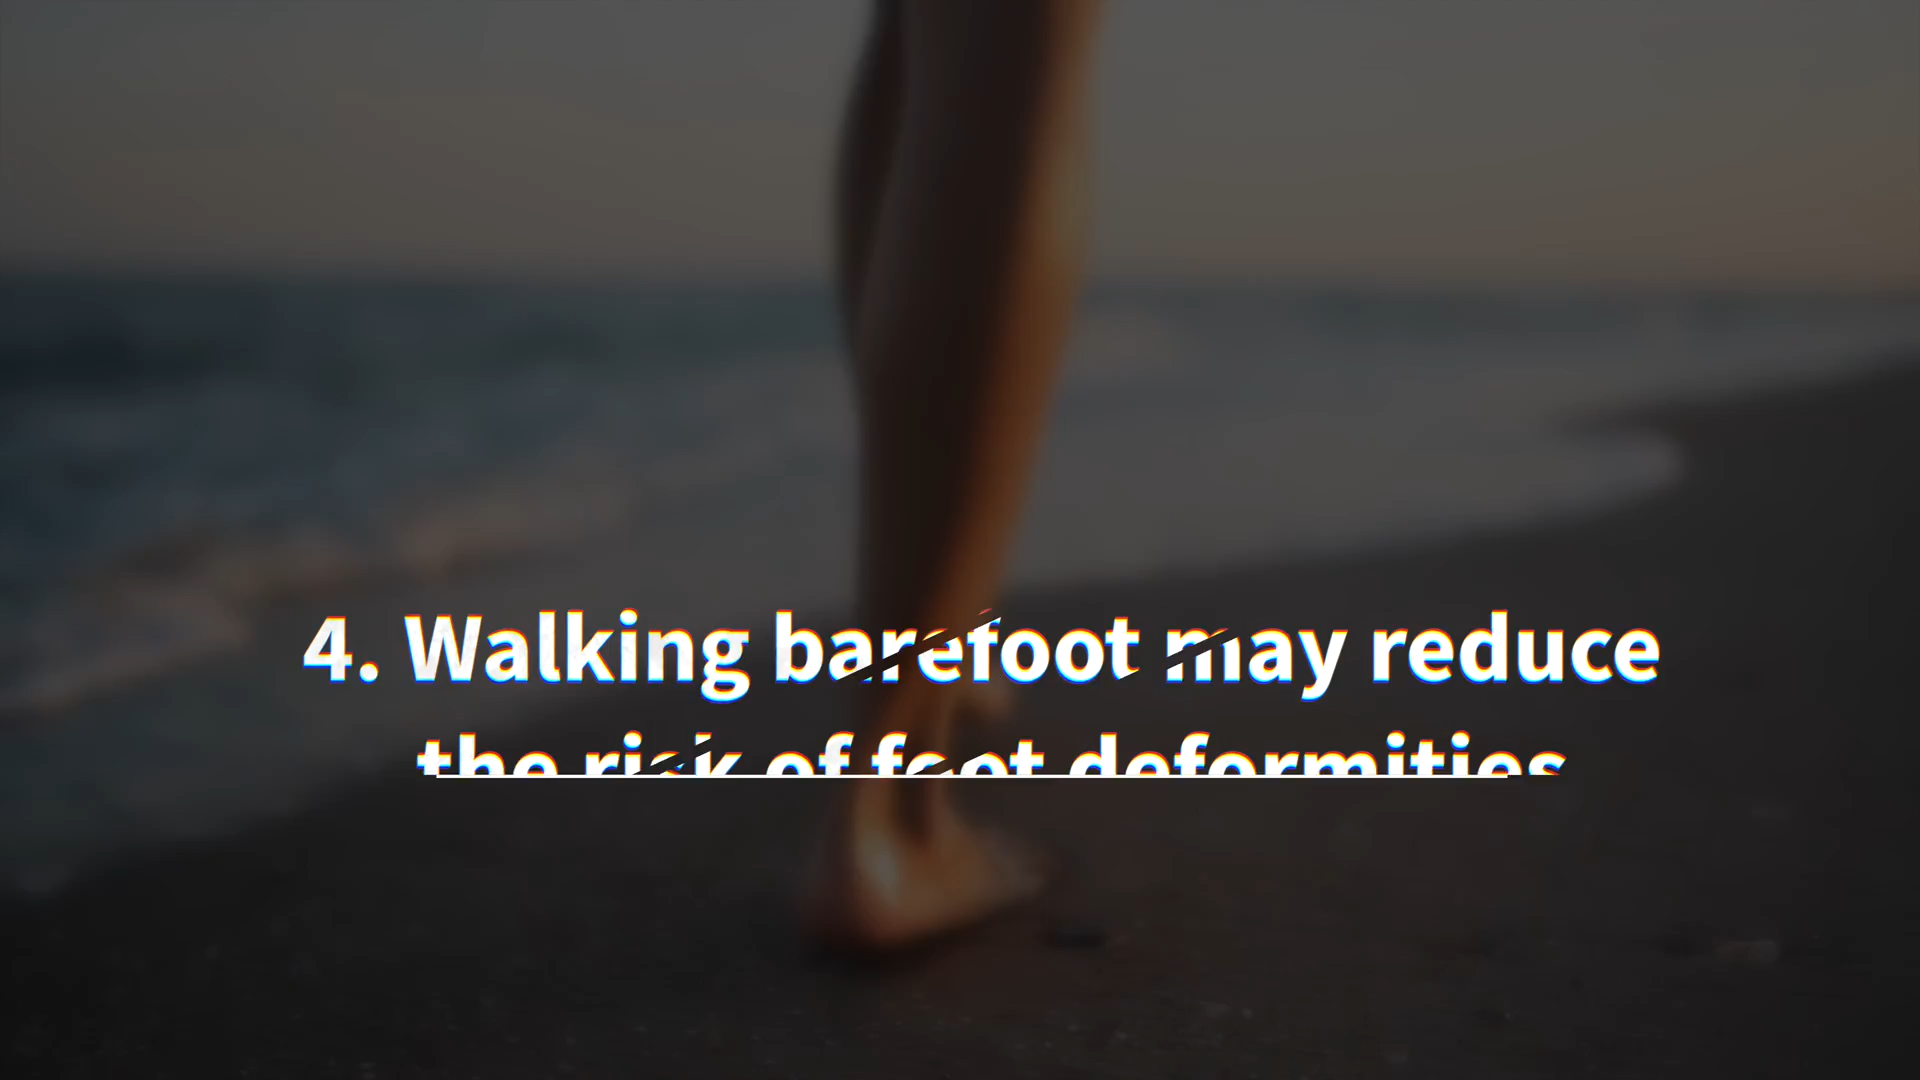 4. Walking barefoot may reduce
the risk of foot deformities